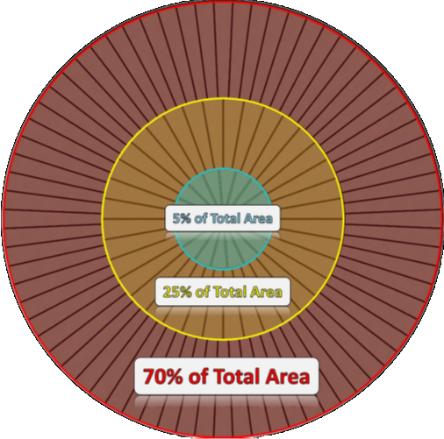 5% of Total Area
25% of Total Area
70% of Total Area